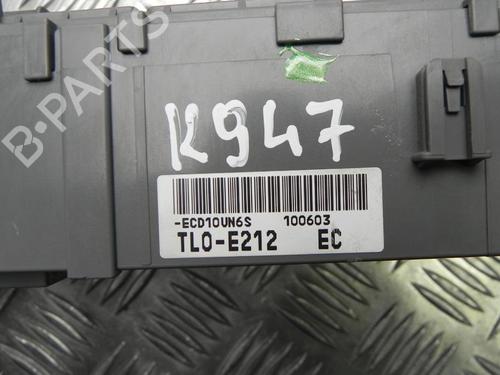 B-PARTS
K947
-ECD10UN6S 100603
TL0-E212 EC